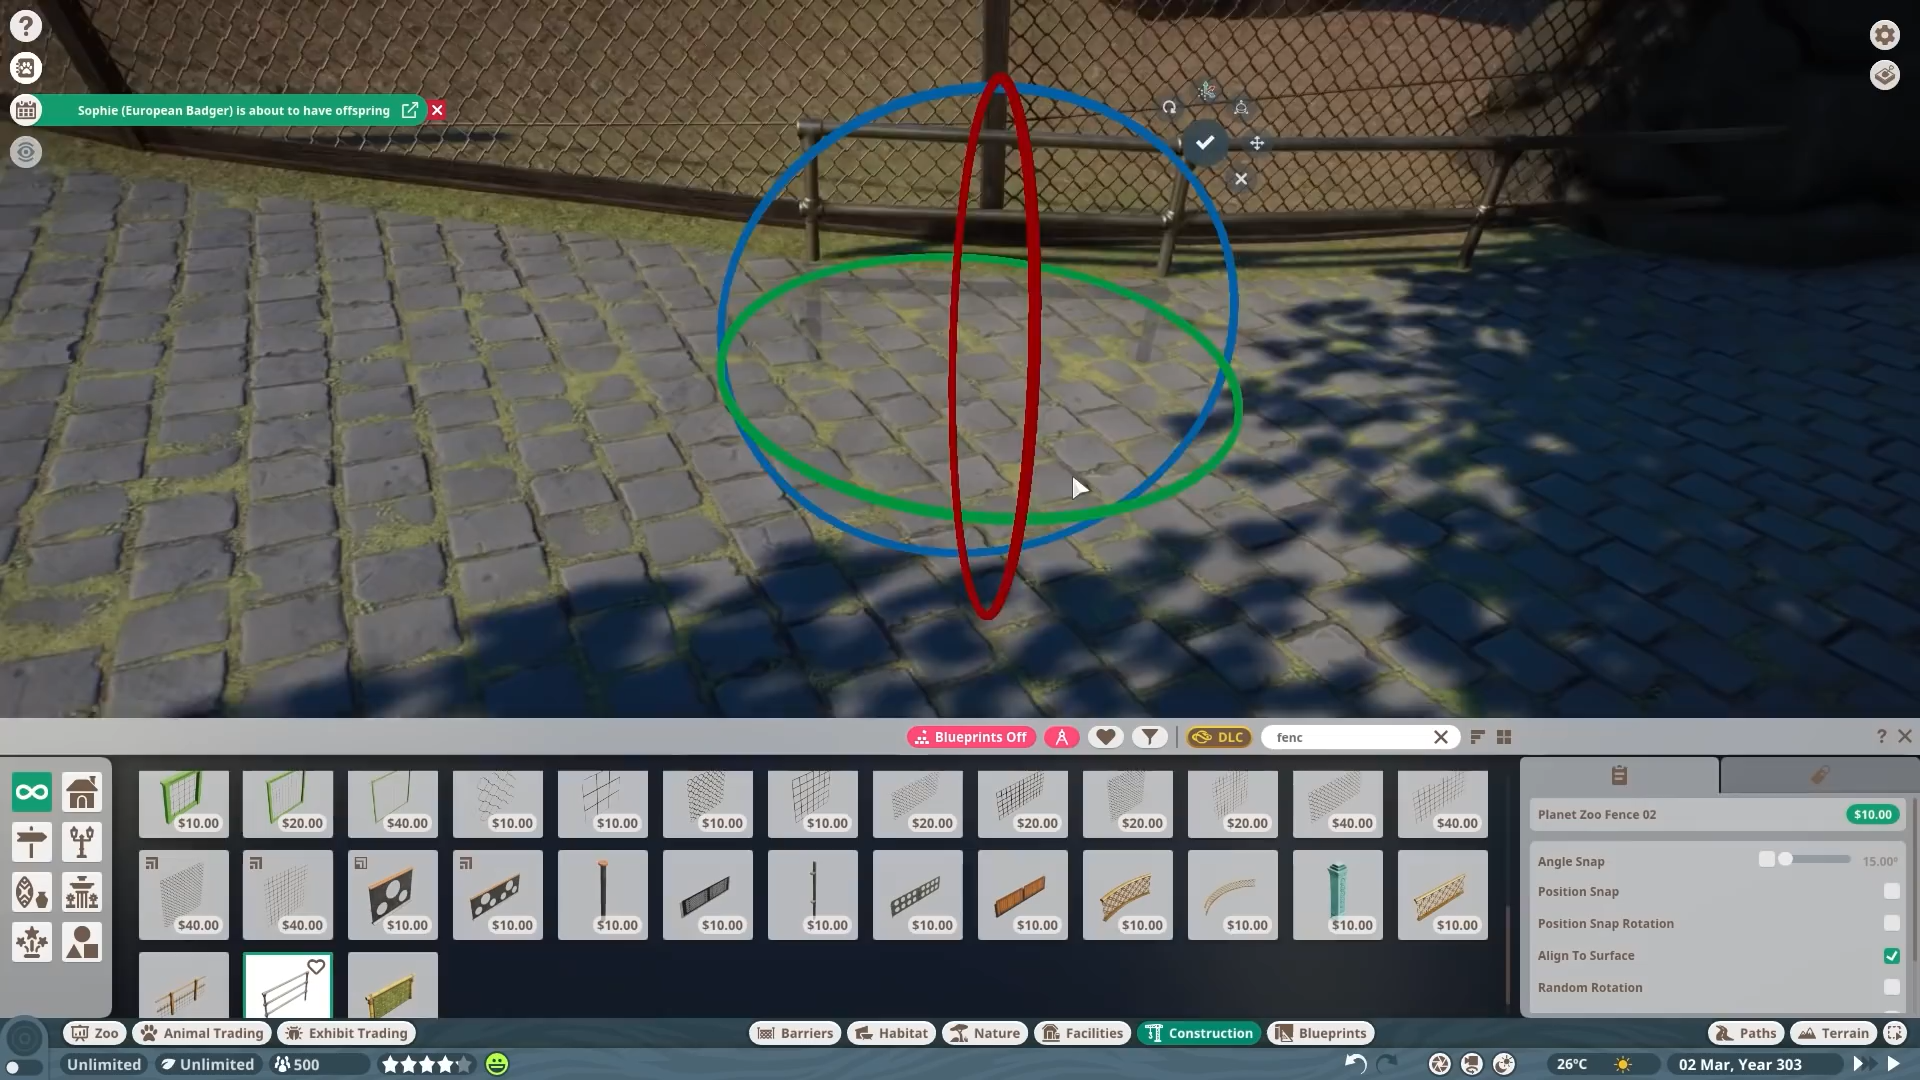 Sophie (European Badger) is about to have offspring
Blueprints Off
DLC
fenc
$10.00 $20.00 $40.00 $10.00 $10.00 $10.00 $10.00 $20.00 $20.00 $20.00 $20.00 $40.00 $40.00
$40.00 $40.00 $10.00 $10.00 $10.00 $10.00 $10.00 $10.00 $10.00 $10.00 $10.00 $10.00 $10.00
Planet Zoo Fence 02 $10.00
Angle Snap 15.00°
Position Snap
Position Snap Rotation
Align To Surface
Random Rotation
Zoo Animal Trading Exhibit Trading Barriers Habitat Nature Facilities Construction Blueprints Paths Terrain
Unlimited Unlimited 500 26°C 02 Mar, Year 303